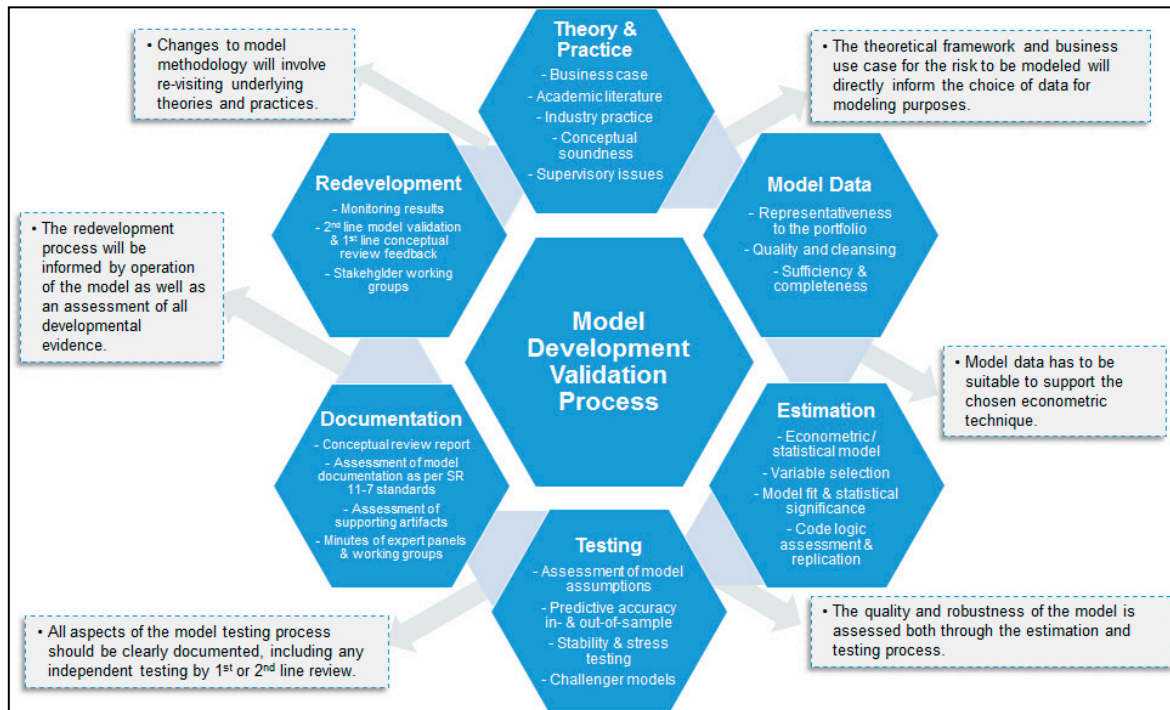 Theory &
Practice
- Business case
- Academic literature
- Industry practice
- Conceptual
soundness
- Supervisory issues
• The theoretical framework and business
use case for the risk to be modeled will
directly inform the choice of data for
modeling purposes.
Model Data
- Representativeness
to the portfolio
- Quality and cleansing
- Sufficiency &
completeness
• Model data has to be
suitable to support the
chosen econometric
technique.
Estimation
- Econometric /
statistical model
- Variable selection
- Model fit & statistical
significance
- Code logic
assessment &
replication
• The quality and robustness of the model is
assessed both through the estimation and
testing process.
Testing
- Assessment of model
assumptions
- Predictive accuracy
in- & out-of-sample
- Stability & stress
testing
- Challenger models
• All aspects of the model testing process
should be clearly documented, including any
independent testing by 1st or 2nd line review.
Documentation
- Conceptual review report
- Assessment of model
documentation as per SR
11-7 standards
- Assessment of
supporting artifacts
- Minutes of expert panels
& working groups
• The redevelopment
process will be
informed by operation
of the model as well as
an assessment of all
developmental
evidence.
Redevelopment
- Monitoring results
- 2nd line model validation
& 1st line conceptual
review feedback
- Stakehglder working
groups
• Changes to model
methodology will involve
re-visiting underlying
theories and practices.
Model
Development
Validation
Process